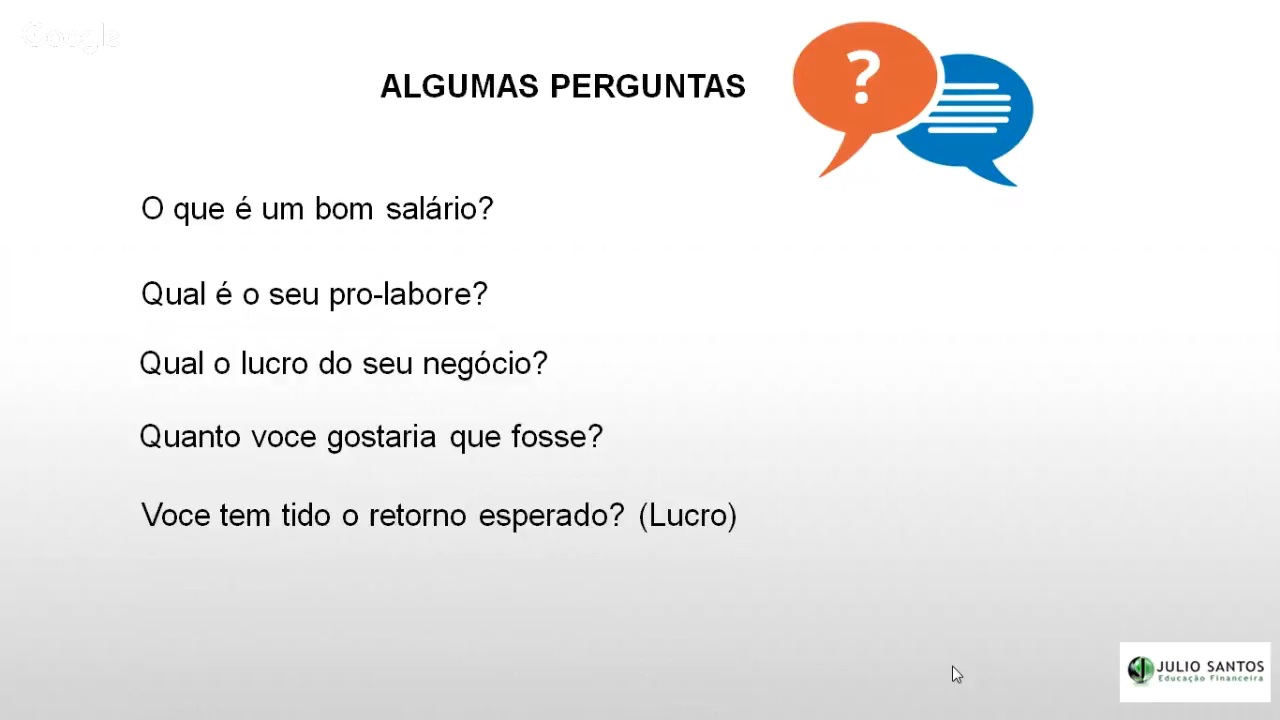 Google
ALGUMAS PERGUNTAS
?
O que é um bom salário?
Qual é o seu pro-labore?
Qual o lucro do seu negócio?
Quanto voce gostaria que fosse?
Voce tem tido o retorno esperado? (Lucro)
JULIO SANTOS
Educação Financeira